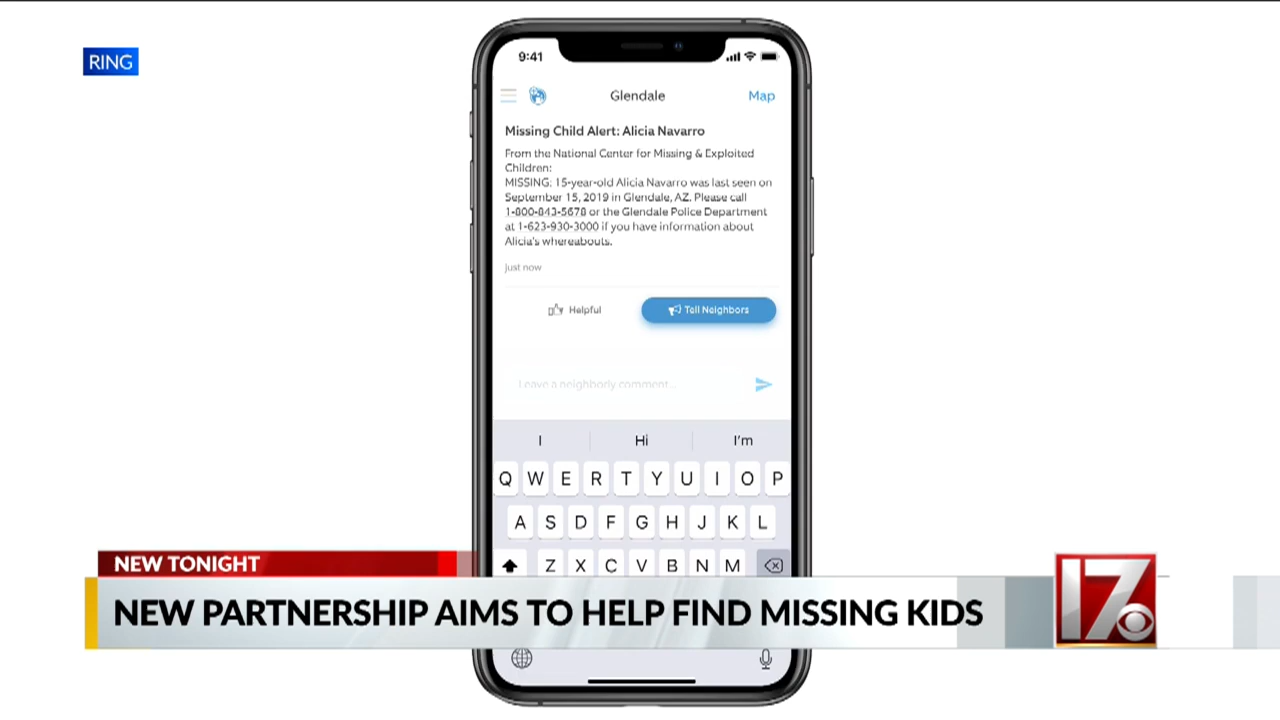 RING
9:41
Glendale
Map
Missing Child Alert: Alicia Navarro
From the National Center for Missing & Exploited
Children:
MISSING: 15-year-old Alicia Navarro was last seen on
September 15, 2019 in Glendale, AZ. Please call
1-800-843-5678 or the Glendale Police Department
at 1-623-930-3000 if you have information about
Alicia's whereabouts.
just now
Helpful
Tell Neighbors
Leave a neighborly comment...
I Hi I'm
Q W E R T Y U I O P
A S D F G H J K L
Z X C V B N M
NEW TONIGHT
NEW PARTNERSHIP AIMS TO HELP FIND MISSING KIDS
17